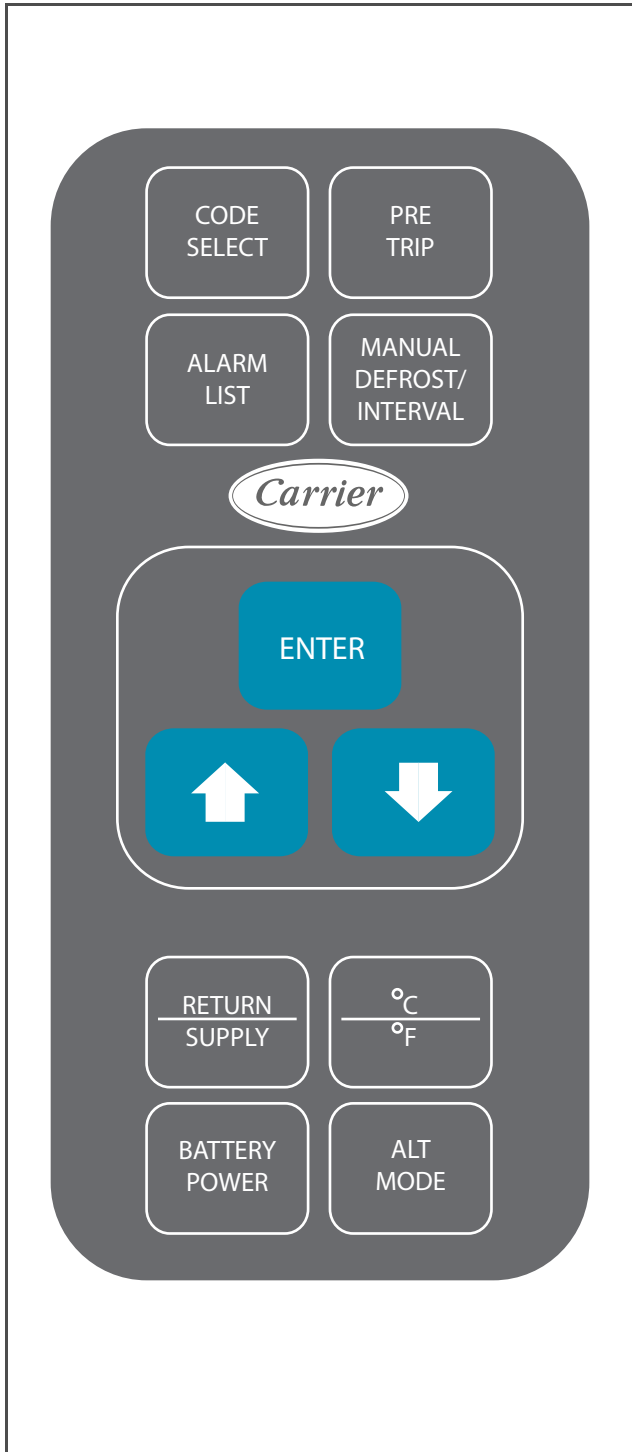 CODE
SELECT
PRE
TRIP
ALARM
LIST
MANUAL
DEFROST/
INTERVAL
Carrier
ENTER
RETURN
SUPPLY
°C
°F
BATTERY
POWER
ALT
MODE